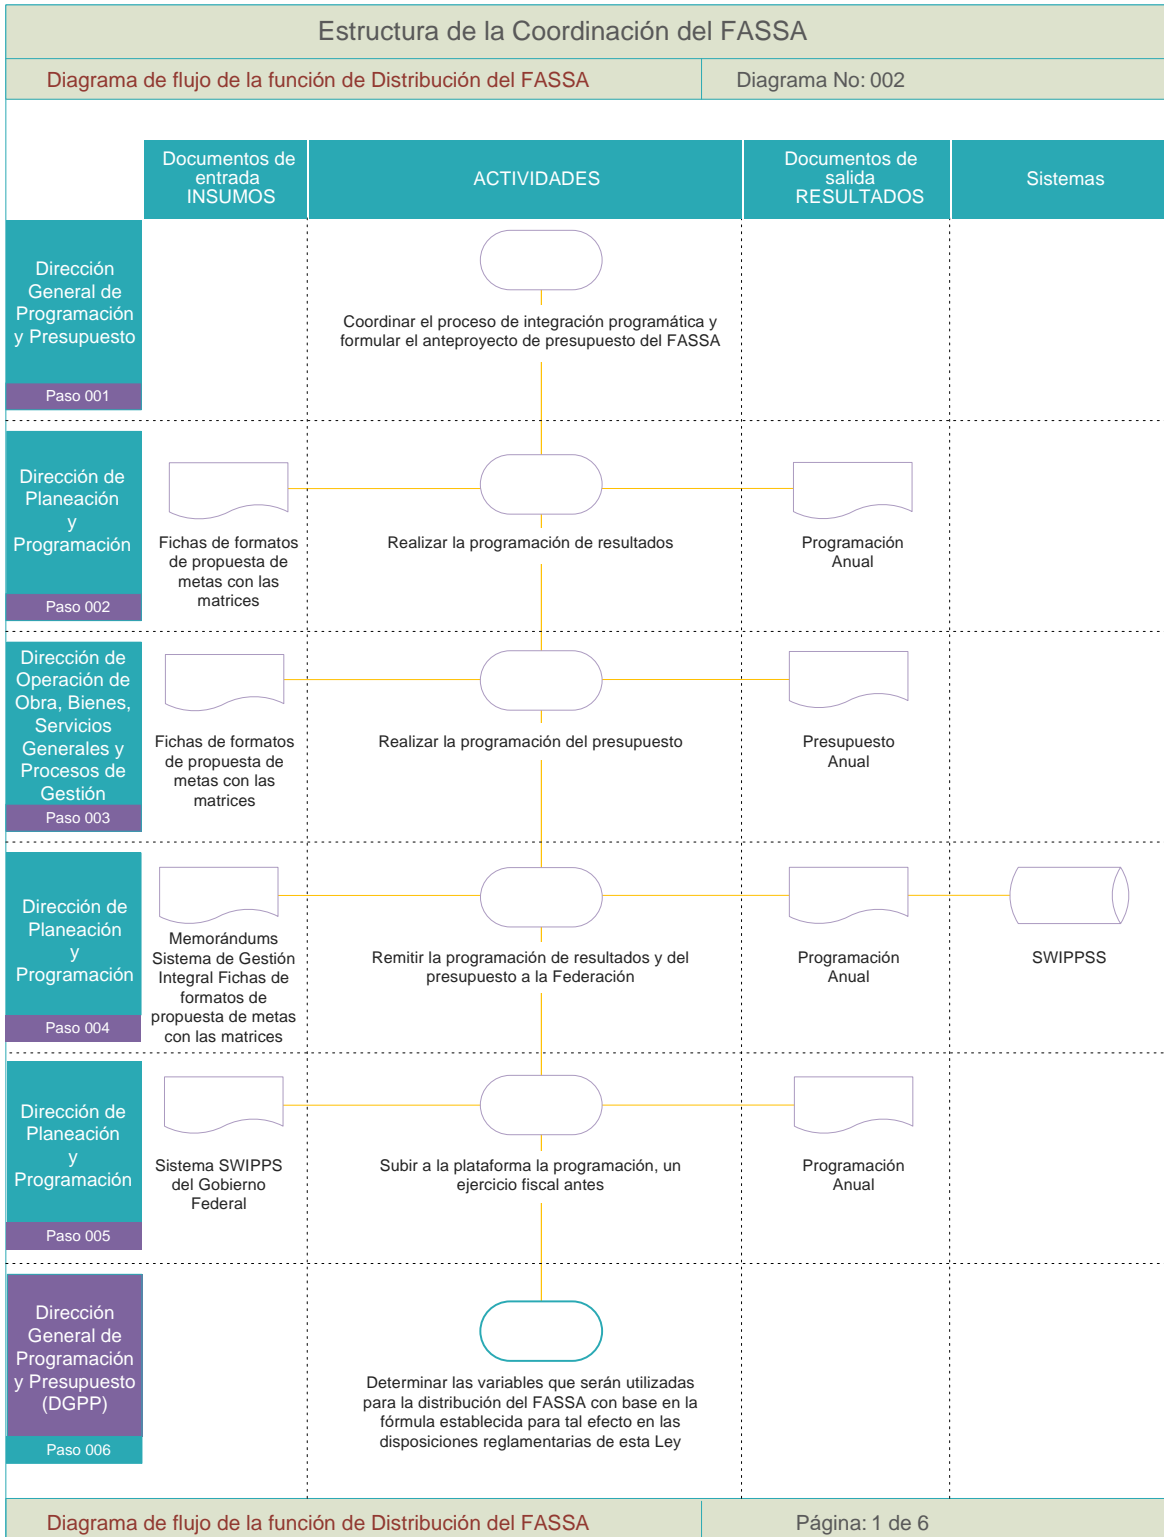 Estructura de la Coordinación del FASSA
Diagrama de flujo de la función de Distribución del FASSA
Diagrama No: 002
Documentos de
entrada
INSUMOS
ACTIVIDADES
Documentos de
salida
RESULTADOS
Sistemas
Dirección
General de
Programación
y Presupuesto
Paso 001
Coordinar el proceso de integración programática y
formular el anteproyecto de presupuesto del FASSA
Dirección de
Planeación
y
Programación
Paso 002
Fichas de formatos
de propuesta de
metas con las
matrices
Realizar la programación de resultados
Programación
Anual
Dirección de
Operación de
Obra, Bienes,
Servicios
Generales y
Procesos de
Gestión
Paso 003
Fichas de formatos
de propuesta de
metas con las
matrices
Realizar la programación del presupuesto
Presupuesto
Anual
Dirección de
Planeación
y
Programación
Paso 004
Memorándums
Sistema de Gestión
Integral Fichas de
formatos de
propuesta de metas
con las matrices
Remitir la programación de resultados y del
presupuesto a la Federación
Programación
Anual
SWIPPSS
Dirección de
Planeación
y
Programación
Paso 005
Sistema SWIPPS
del Gobierno
Federal
Subir a la plataforma la programación, un
ejercicio fiscal antes
Programación
Anual
Dirección
General de
Programación
y Presupuesto
(DGPP)
Paso 006
Determinar las variables que serán utilizadas
para la distribución del FASSA con base en la
fórmula establecida para tal efecto en las
disposiciones reglamentarias de esta Ley
Diagrama de flujo de la función de Distribución del FASSA
Página: 1 de 6